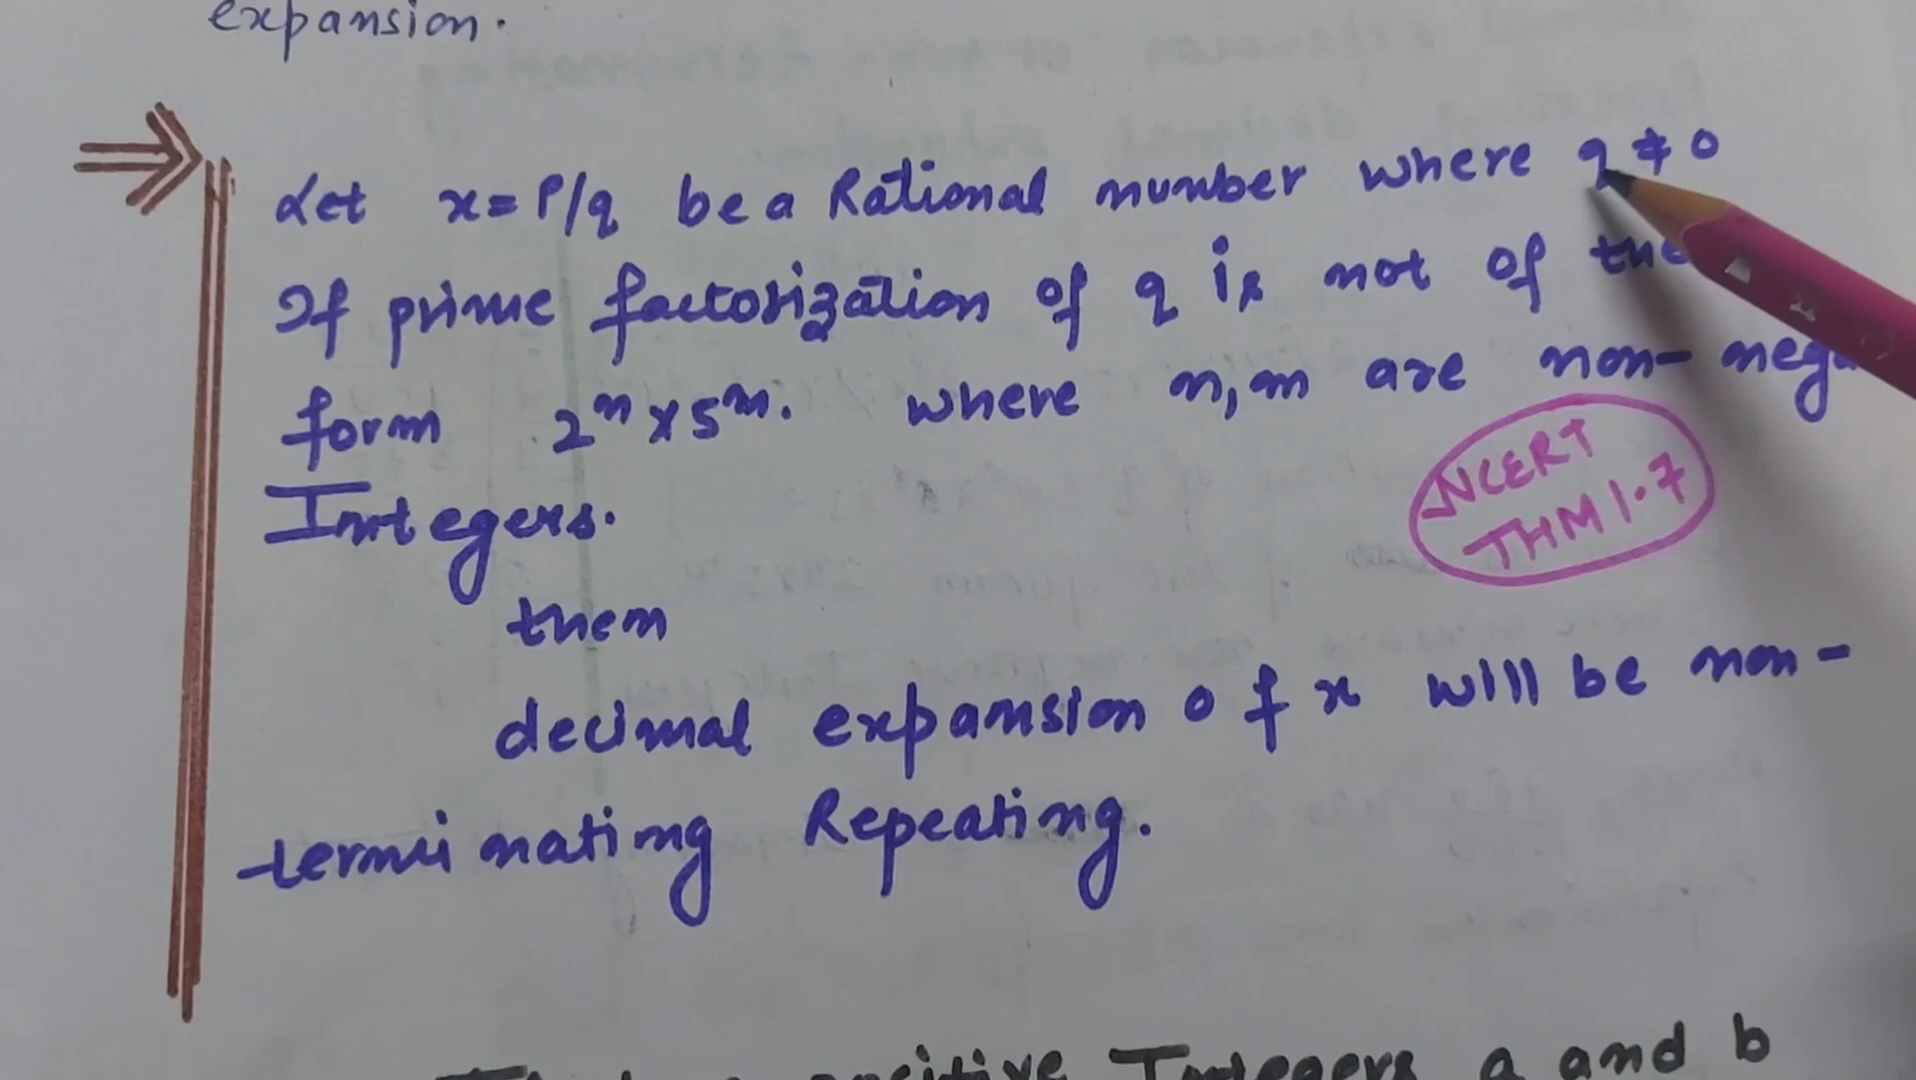 expansion.
Let x = P/q be a Rational number where q ≠ 0
If prime factorization of q is not of the
form 2ⁿ x 5ᵐ. where n, m are non-nega
Integers.
NCERT
THM 1.7
then
decimal expansion of x will be non-
terminating Repeating.
positive Integers a and b